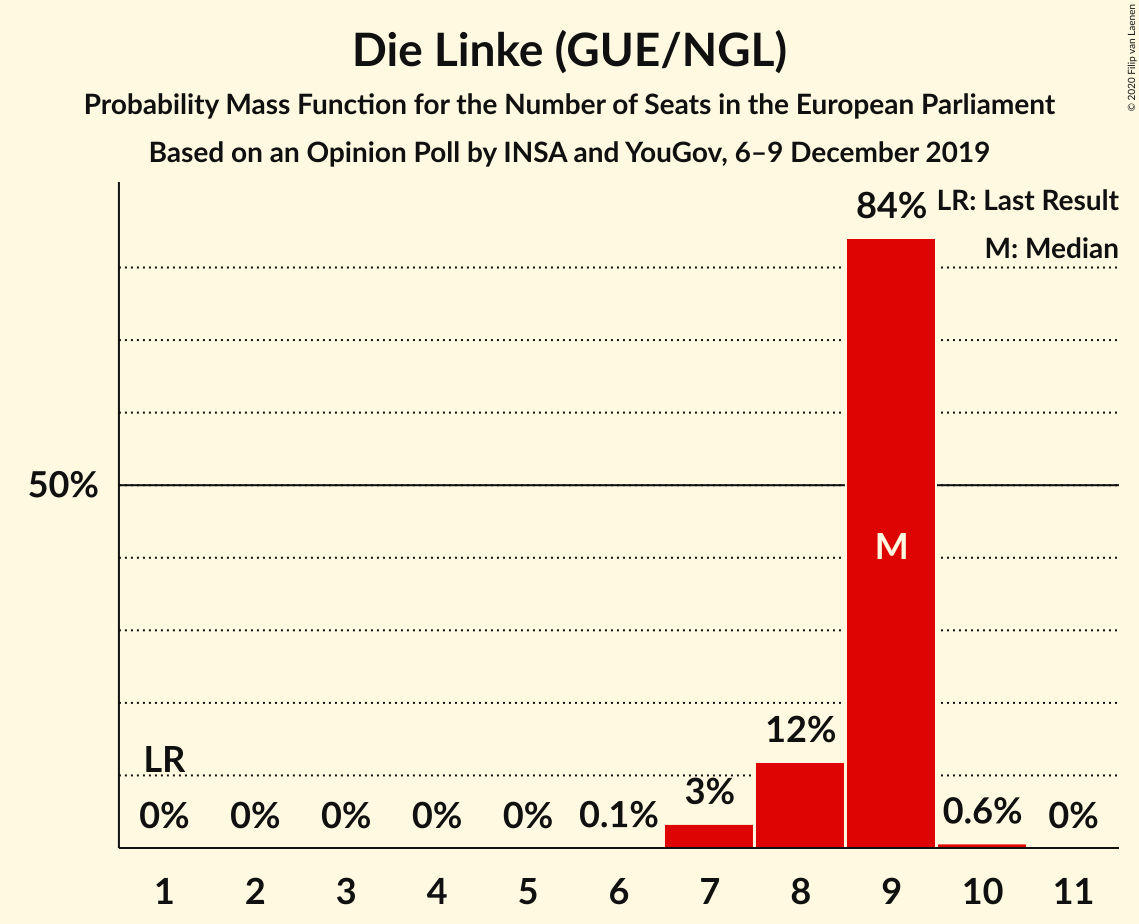 Die Linke (GUE/NGL)
Probability Mass Function for the Number of Seats in the European Parliament
Based on an Opinion Poll by INSA and YouGov, 6–9 December 2019
© 2020 Filip van Laenen
84%
LR: Last Result
M: Median
50%
M
12%
LR
3%
0%
0%
0%
0%
0%
0.1%
0.6%
0%
1
2
3
4
5
6
7
8
9
10
11